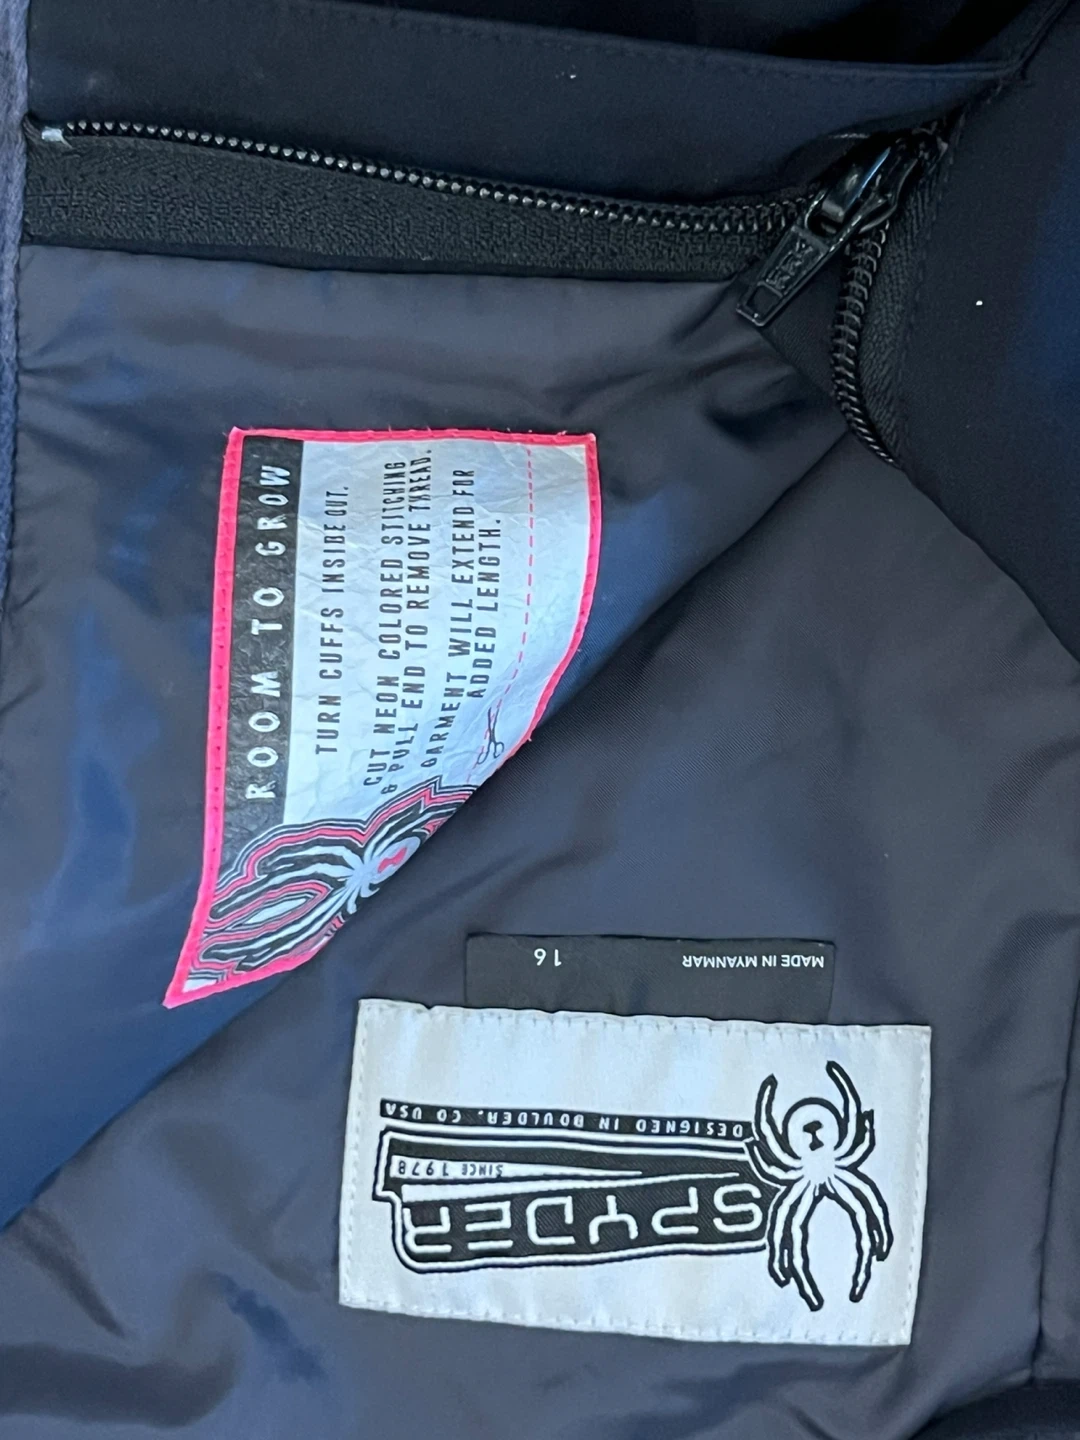 ROOM TO GROW
TURN CUFFS INSIDE OUT.
CUT NEON COLORED STITCHING
& PULL END TO REMOVE THREAD.
GARMENT WILL EXTEND FOR
ADDED LENGTH.
SPYDER
SINCE 1978
DESIGNED IN BOULDER, CO USA
MADE IN MYANMAR
16